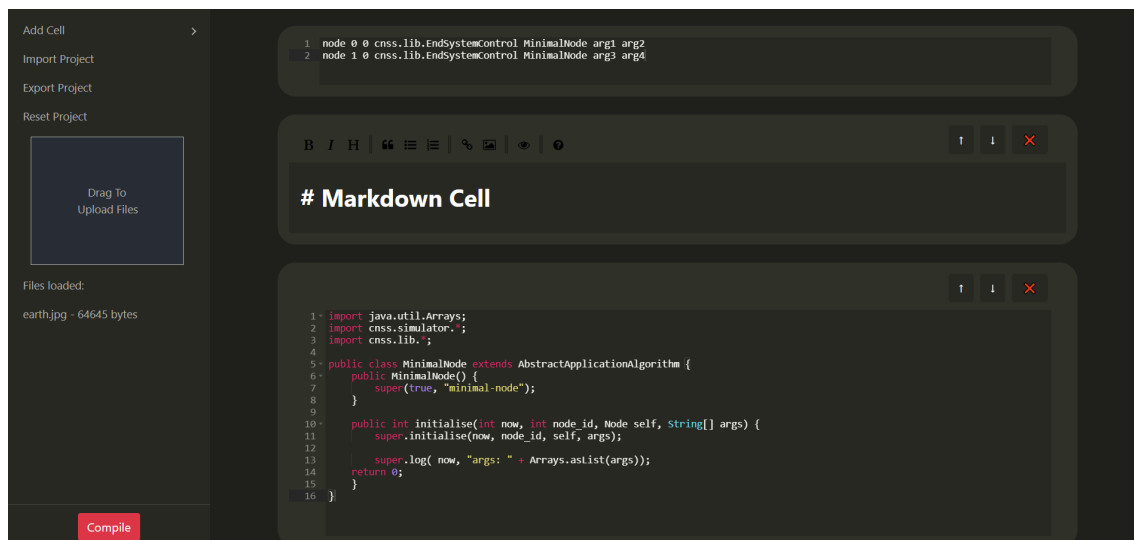 Add Cell
Import Project
Export Project
Reset Project
Drag To
Upload Files
Files loaded:
earth.jpg - 64645 bytes
Compile
1 node 0 0 cnss.lib.EndSystemControl MinimalNode arg1 arg2
2 node 1 0 cnss.lib.EndSystemControl MinimalNode arg3 arg4
B I H
# Markdown Cell
1 import java.util.Arrays;
2 import cnss.simulator.*;
3 import cnss.lib.*;
4
5 public class MinimalNode extends AbstractApplicationAlgorithm {
6 public MinimalNode() {
7 super(true, "minimal-node");
8 }
9
10 public int initialise(int now, int node_id, Node self, String[] args) {
11 super.initialise(now, node_id, self, args);
12
13 super.log( now, "args: " + Arrays.asList(args));
14 return 0;
15 }
16 }